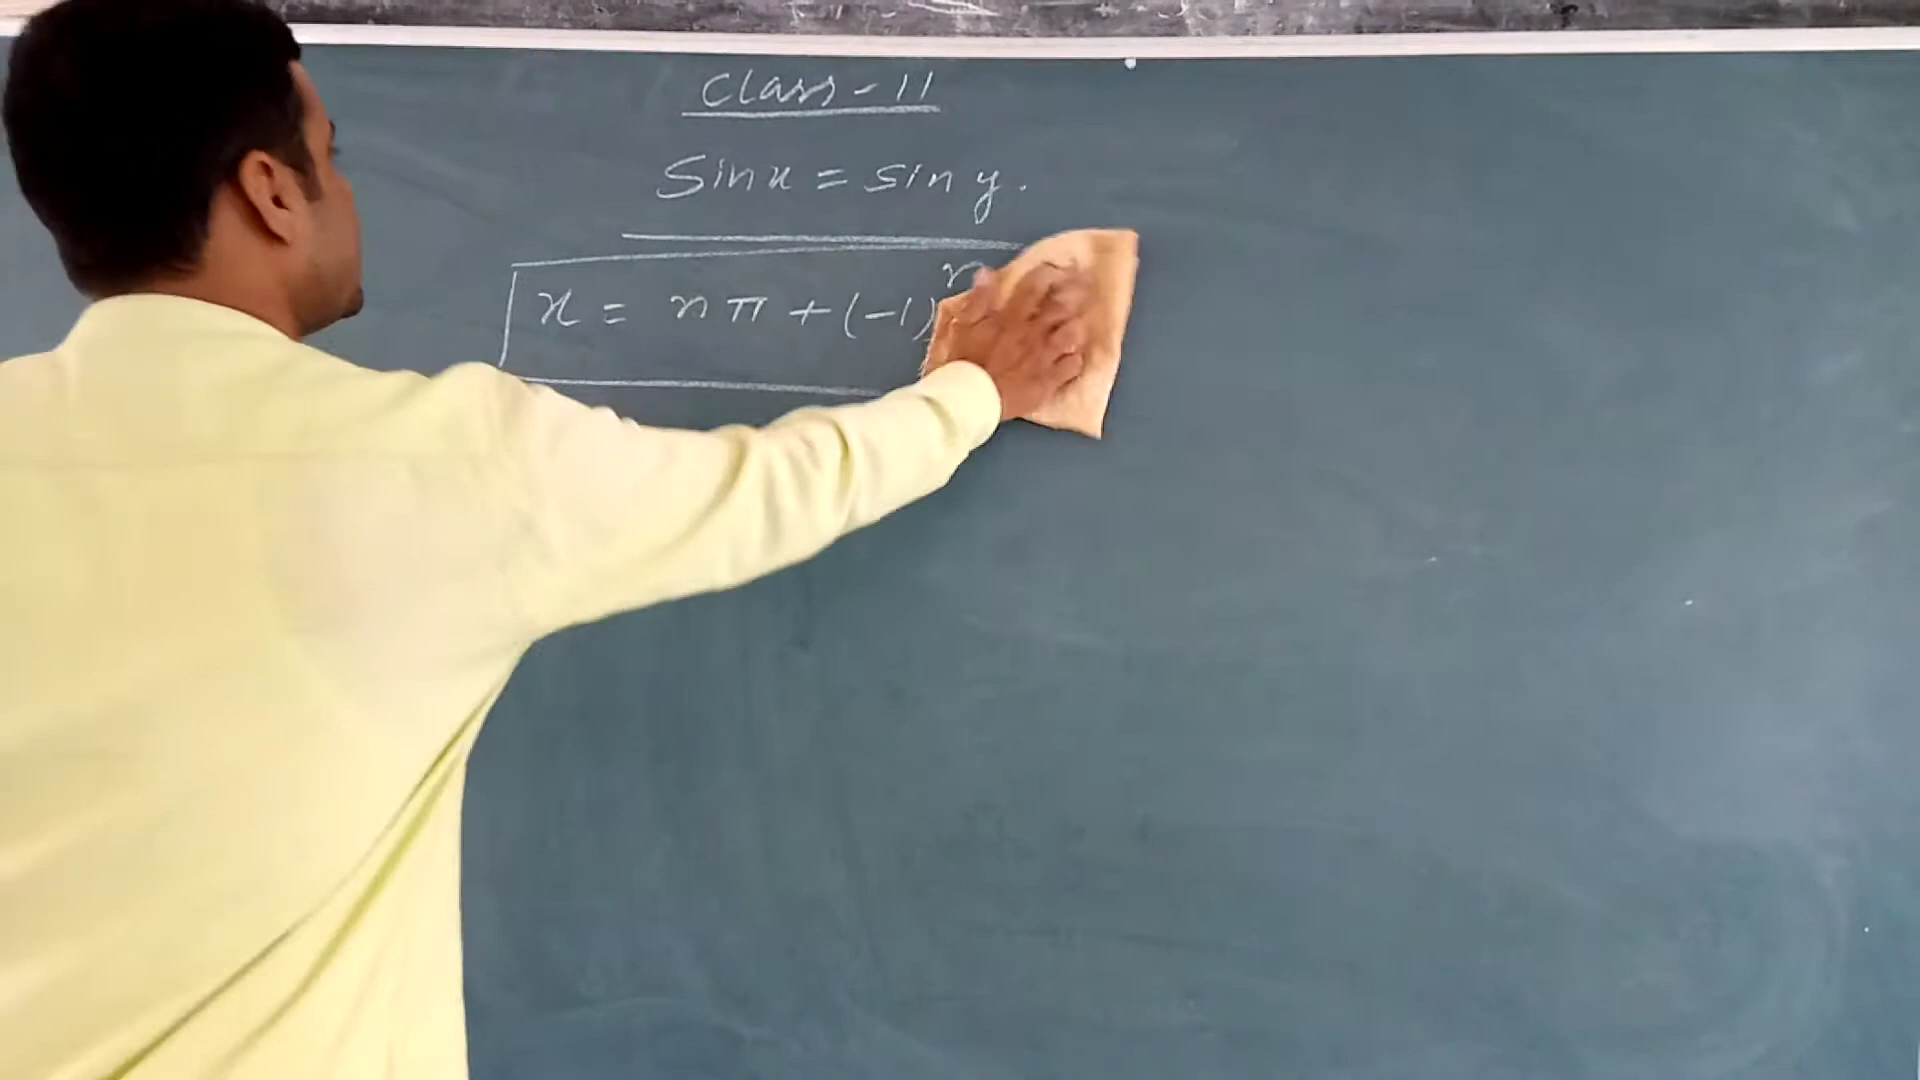 Class - 11
Sin x = sin y.
x = nπ + (-1)^n